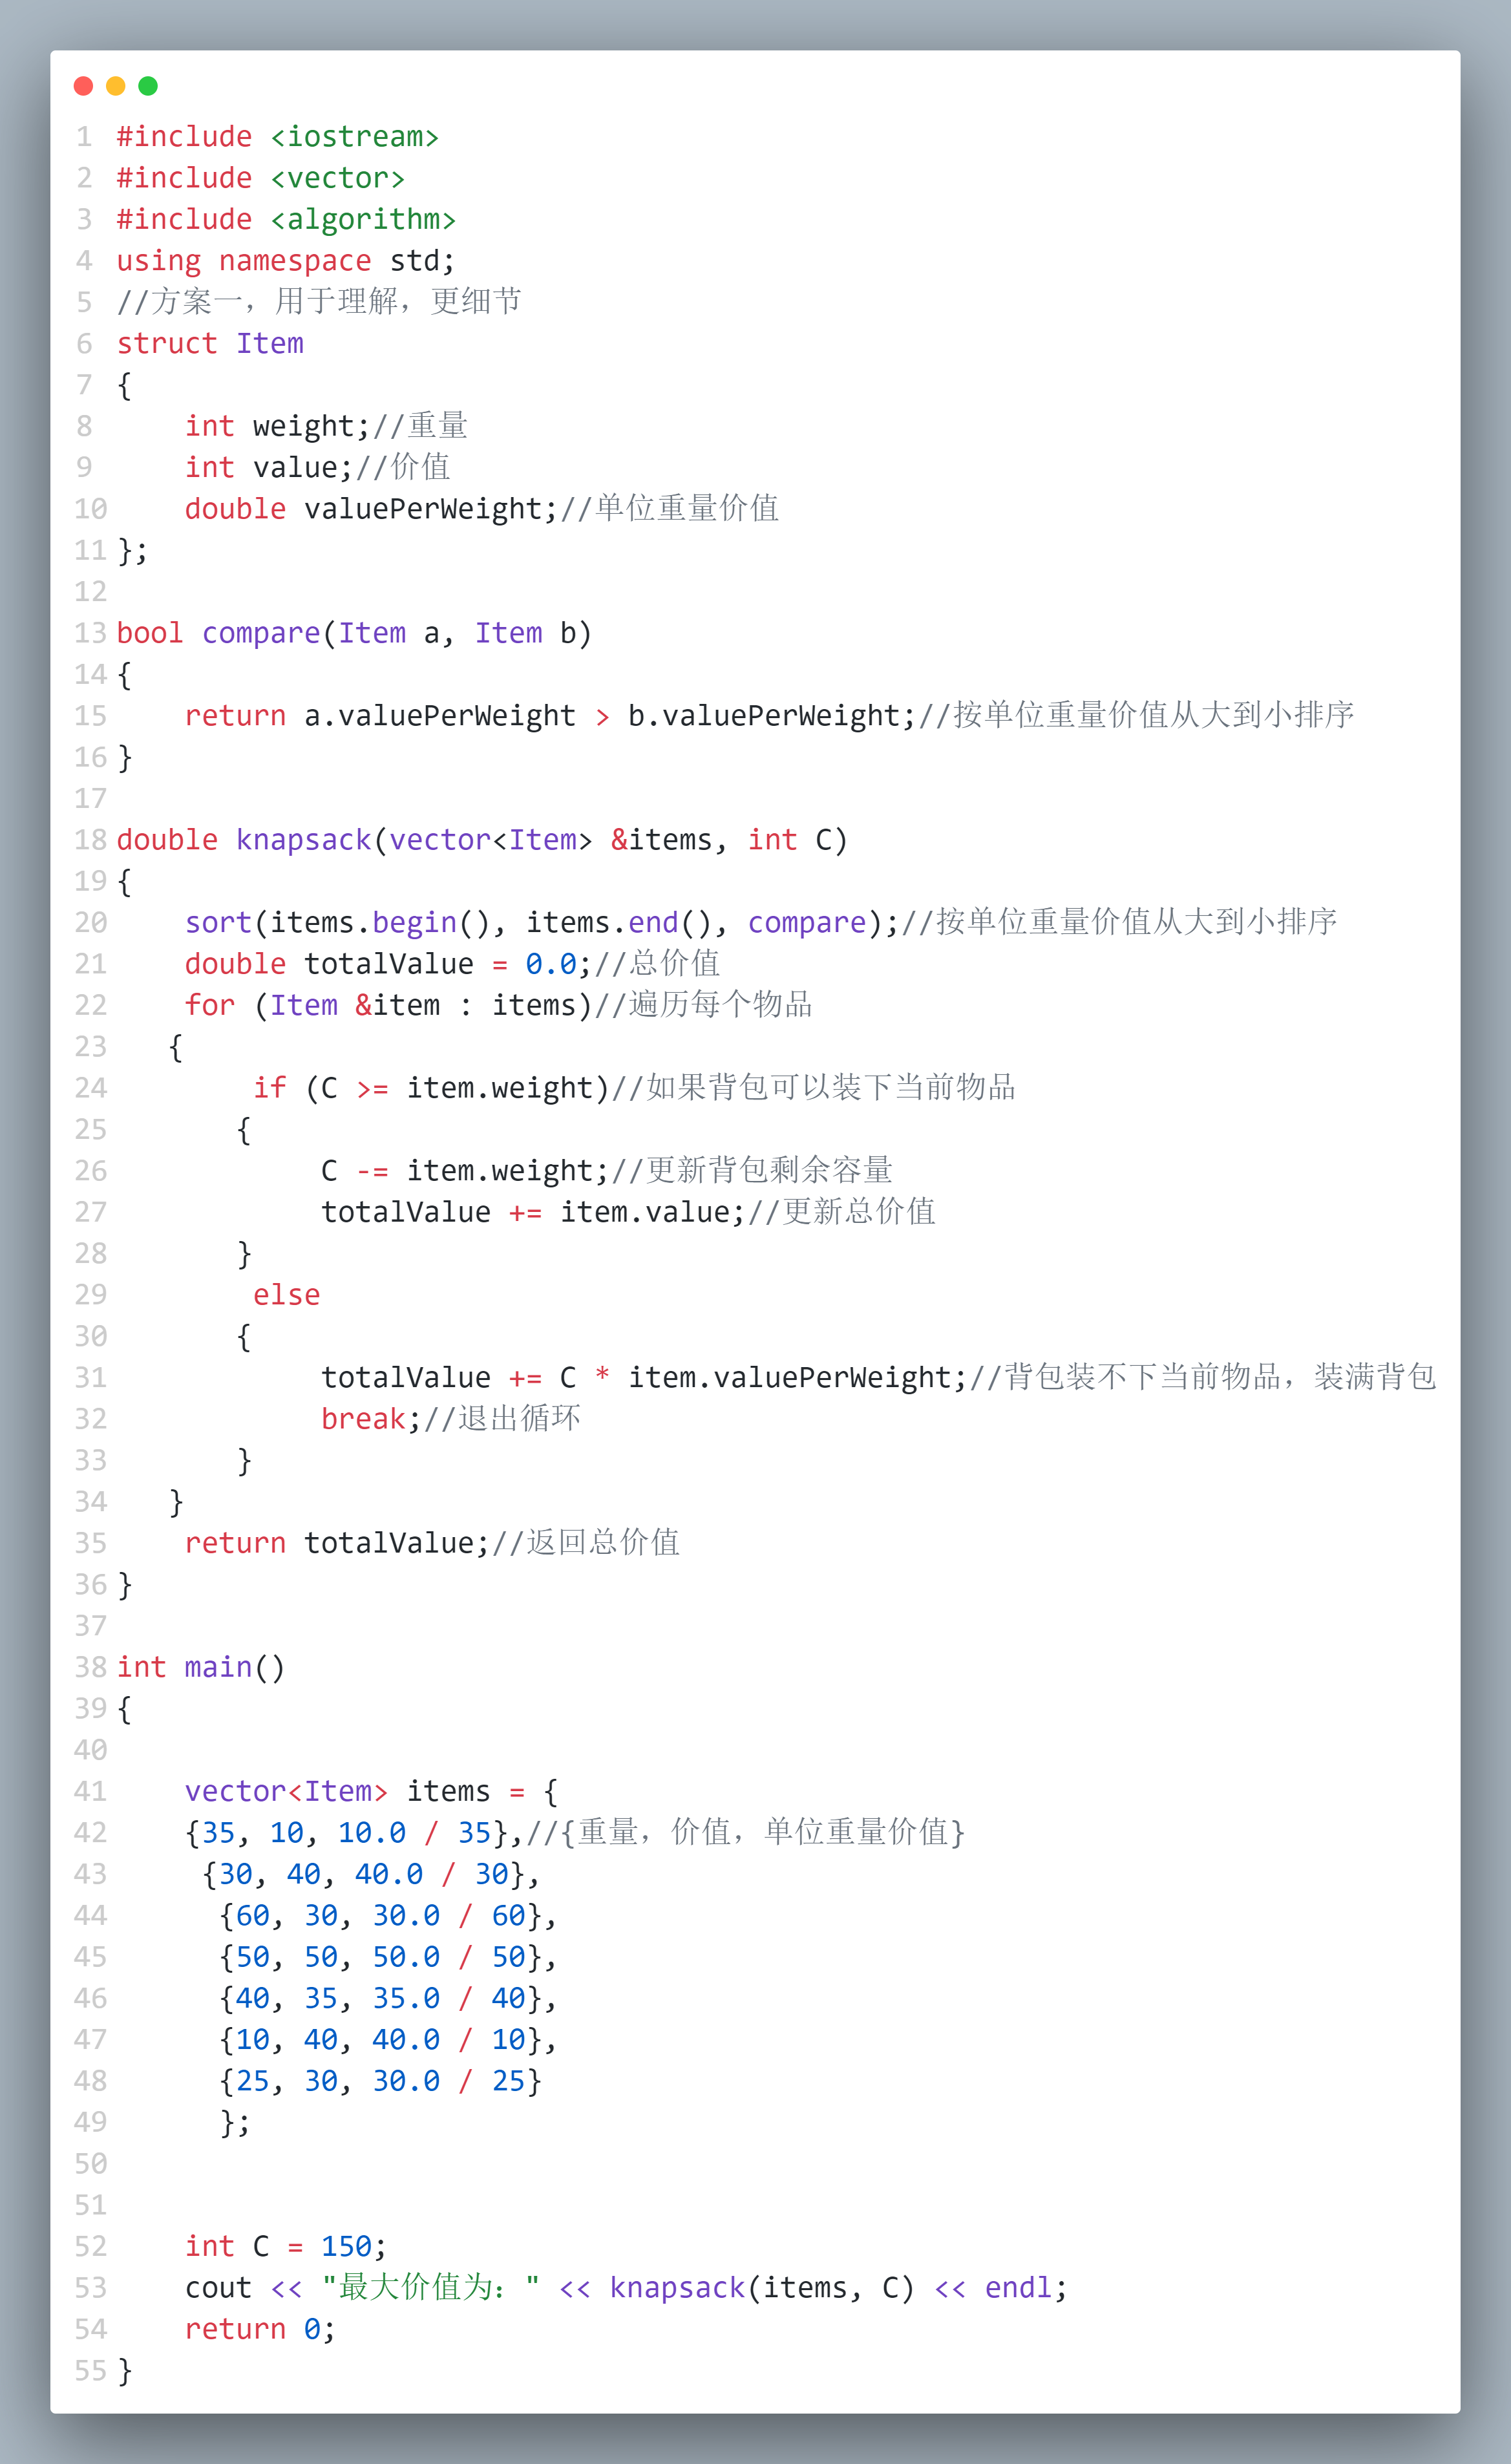 1 #include <iostream>
2 #include <vector>
3 #include <algorithm>
4 using namespace std;
5 //方案一，用于理解，更细节
6 struct Item
7 {
8     int weight;//重量
9     int value;//价值
10     double valuePerWeight;//单位重量价值
11 };
12
13 bool compare(Item a, Item b)
14 {
15     return a.valuePerWeight > b.valuePerWeight;//按单位重量价值从大到小排序
16 }
17
18 double knapsack(vector<Item> &items, int C)
19 {
20     sort(items.begin(), items.end(), compare);//按单位重量价值从大到小排序
21     double totalValue = 0.0;//总价值
22     for (Item &item : items)//遍历每个物品
23    {
24         if (C >= item.weight)//如果背包可以装下当前物品
25        {
26             C -= item.weight;//更新背包剩余容量
27             totalValue += item.value;//更新总价值
28        }
29         else
30        {
31             totalValue += C * item.valuePerWeight;//背包装不下当前物品，装满背包
32             break;//退出循环
33        }
34    }
35     return totalValue;//返回总价值
36 }
37
38 int main()
39 {
40
41     vector<Item> items = {
42     {35, 10, 10.0 / 35},//{重量，价值，单位重量价值}
43      {30, 40, 40.0 / 30},
44       {60, 30, 30.0 / 60},
45       {50, 50, 50.0 / 50},
46       {40, 35, 35.0 / 40},
47       {10, 40, 40.0 / 10},
48       {25, 30, 30.0 / 25}
49       };
50
51
52     int C = 150;
53     cout << "最大价值为：" << knapsack(items, C) << endl;
54     return 0;
55 }